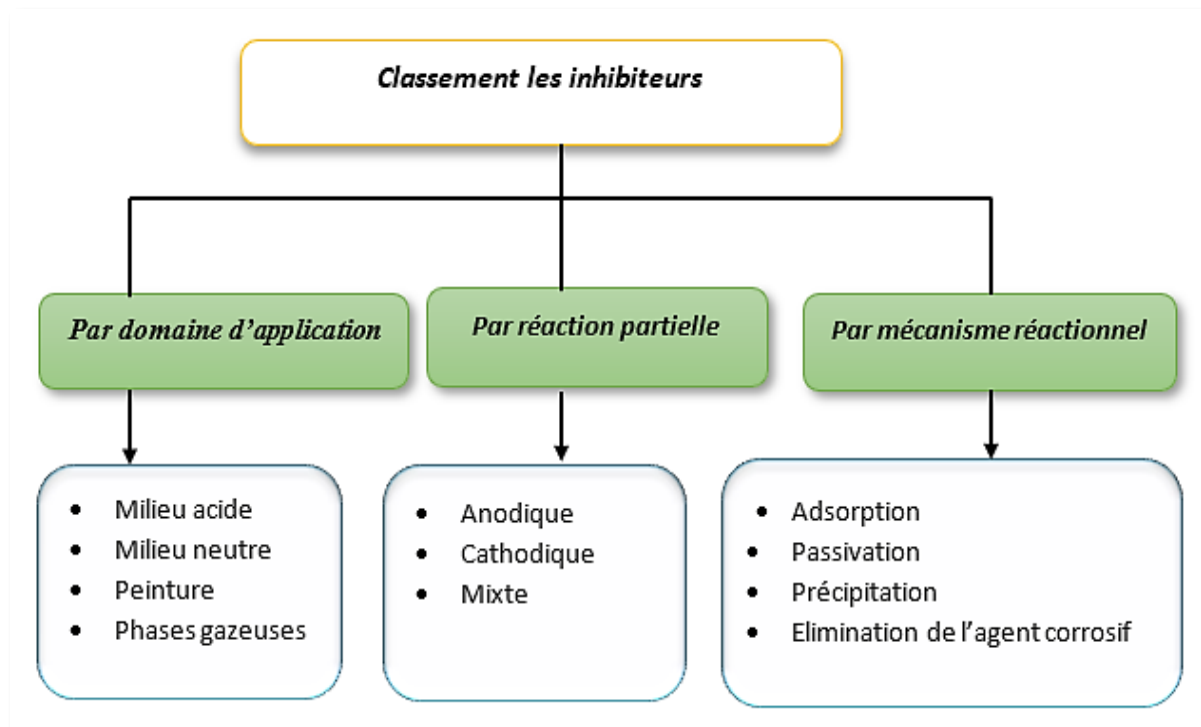 Classement les inhibiteurs
Par domaine d’application
Par réaction partielle
Par mécanisme réactionnel
• Milieu acide
• Milieu neutre
• Peinture
• Phases gazeuses
• Anodique
• Cathodique
• Mixte
• Adsorption
• Passivation
• Précipitation
• Elimination de l’agent corrosif